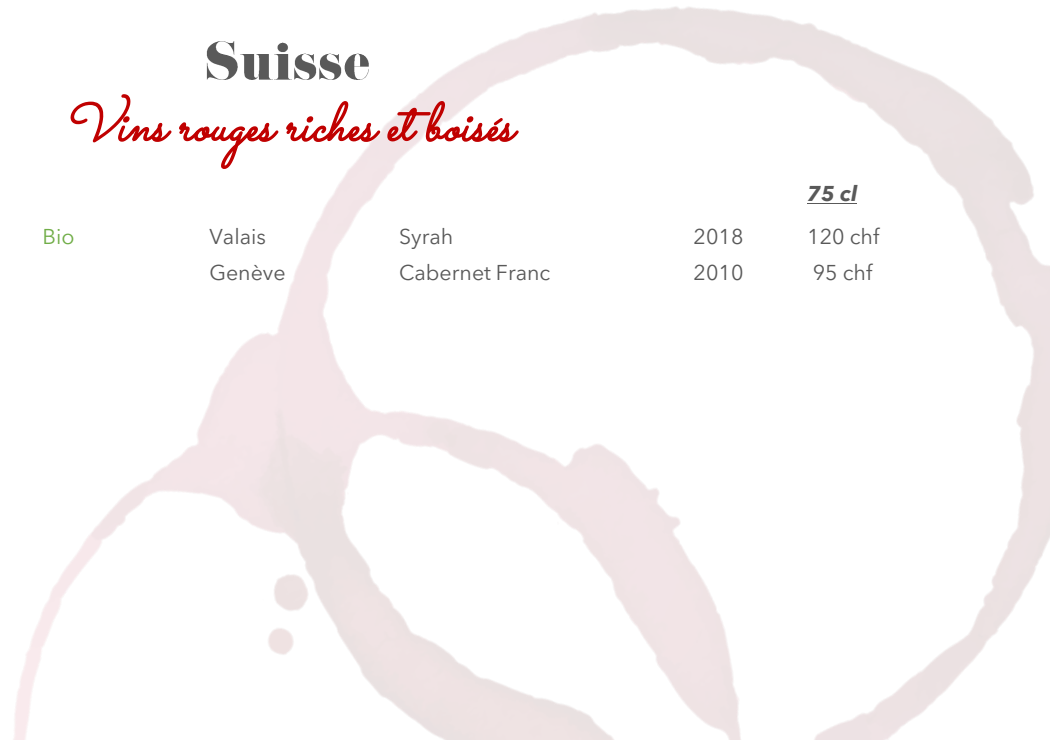 Suisse
Vins rouges riches et boisés
75 cl
Bio Valais Syrah 2018 120 chf
Genève Cabernet Franc 2010 95 chf